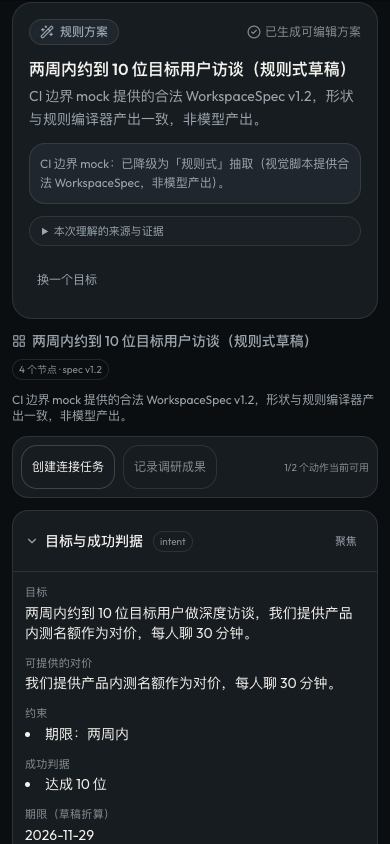 规则方案
已生成可编辑方案
两周内约到 10 位目标用户访谈（规则式草稿）
CI 边界 mock 提供的合法 WorkspaceSpec v1.2，形状
与规则编译器产出一致，非模型产出。
CI 边界 mock：已降级为「规则式」抽取（视觉脚本提供合
法 WorkspaceSpec，非模型产出）。
本次理解的来源与证据
换一个目标
两周内约到 10 位目标用户访谈（规则式草稿）
4 个节点 · spec v1.2
CI 边界 mock 提供的合法 WorkspaceSpec v1.2，形状与规则编译器产
出一致，非模型产出。
创建连接任务
记录调研成果
1/2 个动作当前可用
目标与成功判据
intent
聚焦
目标
两周内约到 10 位目标用户做深度访谈，我们提供产品
内测名额作为对价，每人聊 30 分钟。
可提供的对价
我们提供产品内测名额作为对价，每人聊 30 分钟。
约束
• 期限：两周内
成功判据
• 达成 10 位
期限（草稿折算）
2026-11-29